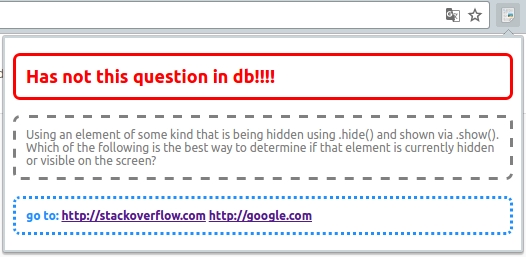 Has not this question in db!!!!
Using an element of some kind that is being hidden using .hide() and shown via .show().
Which of the following is the best way to determine if that element is currently hidden
or visible on the screen?
go to: http://stackoverflow.com http://google.com